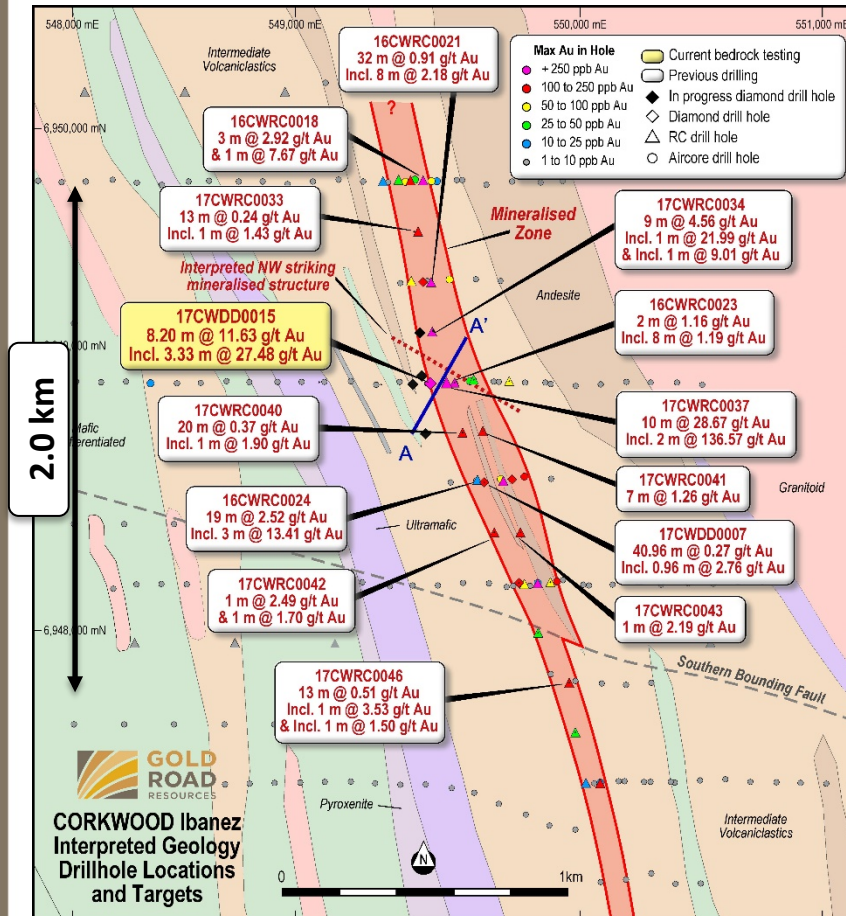 548,000 mE
549,000 mE
550,000 mE
551,000 mE
Intermediate
Volcaniclastics
16CWRC0021
32 m @ 0.91 g/t Au
Incl. 8 m @ 2.18 g/t Au
Max Au in Hole
+ 250 ppb Au
100 to 250 ppb Au
50 to 100 ppb Au
25 to 50 ppb Au
10 to 25 ppb Au
1 to 10 ppb Au
Current bedrock testing
Previous drilling
In progress diamond drill hole
Diamond drill hole
RC drill hole
Aircore drill hole
6,950,000 mN
?
16CWRC0018
3 m @ 2.92 g/t Au
& 1 m @ 7.67 g/t Au
17CWRC0033
13 m @ 0.24 g/t Au
Incl. 1 m @ 1.43 g/t Au
Mineralised
Zone
17CWRC0034
9 m @ 4.56 g/t Au
Incl. 1 m @ 21.99 g/t Au
& Incl. 1 m @ 9.01 g/t Au
Interpreted NW striking
mineralised structure
Andesite
17CWDD0015
8.20 m @ 11.63 g/t Au
Incl. 3.33 m @ 27.48 g/t Au
A'
16CWRC0023
2 m @ 1.16 g/t Au
Incl. 8 m @ 1.19 g/t Au
2.0 km
17CWRC0040
20 m @ 0.37 g/t Au
Incl. 1 m @ 1.90 g/t Au
A
17CWRC0037
10 m @ 28.67 g/t Au
Incl. 2 m @ 136.57 g/t Au
17CWRC0041
7 m @ 1.26 g/t Au
Granitoid
16CWRC0024
19 m @ 2.52 g/t Au
Incl. 3 m @ 13.41 g/t Au
Ultramafic
17CWDD0007
40.96 m @ 0.27 g/t Au
Incl. 0.96 m @ 2.76 g/t Au
17CWRC0042
1 m @ 2.49 g/t Au
& 1 m @ 1.70 g/t Au
17CWRC0043
1 m @ 2.19 g/t Au
6,948,000 mN
Southern Bounding Fault
17CWRC0046
13 m @ 0.51 g/t Au
Incl. 1 m @ 3.53 g/t Au
& Incl. 1 m @ 1.50 g/t Au
GOLD
ROAD
RESOURCES
CORKWOOD Ibanez
Interpreted Geology
Drillhole Locations
and Targets
Pyroxenite
Intermediate
Volcaniclastics
N
0
1km